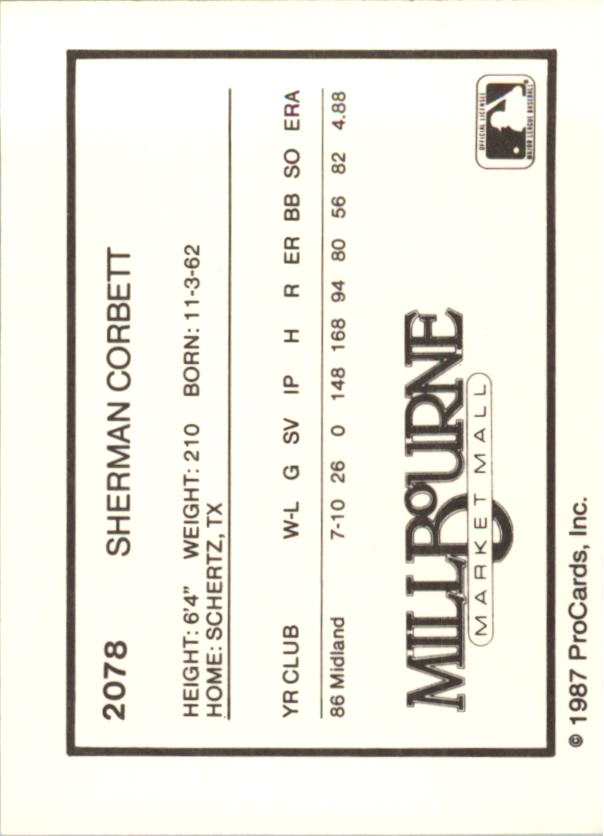 2078 SHERMAN CORBETT
HEIGHT: 6'4" WEIGHT: 210 BORN: 11-3-62
HOME: SCHERTZ, TX
YR CLUB W-L G SV IP H R ER BB SO ERA
86 Midland 7-10 26 0 148 168 94 80 56 82 4.88
MILLBOURNE
MARKET MALL
OFFICIAL LICENSEE
MAJOR LEAGUE BASEBALL®
© 1987 ProCards, Inc.